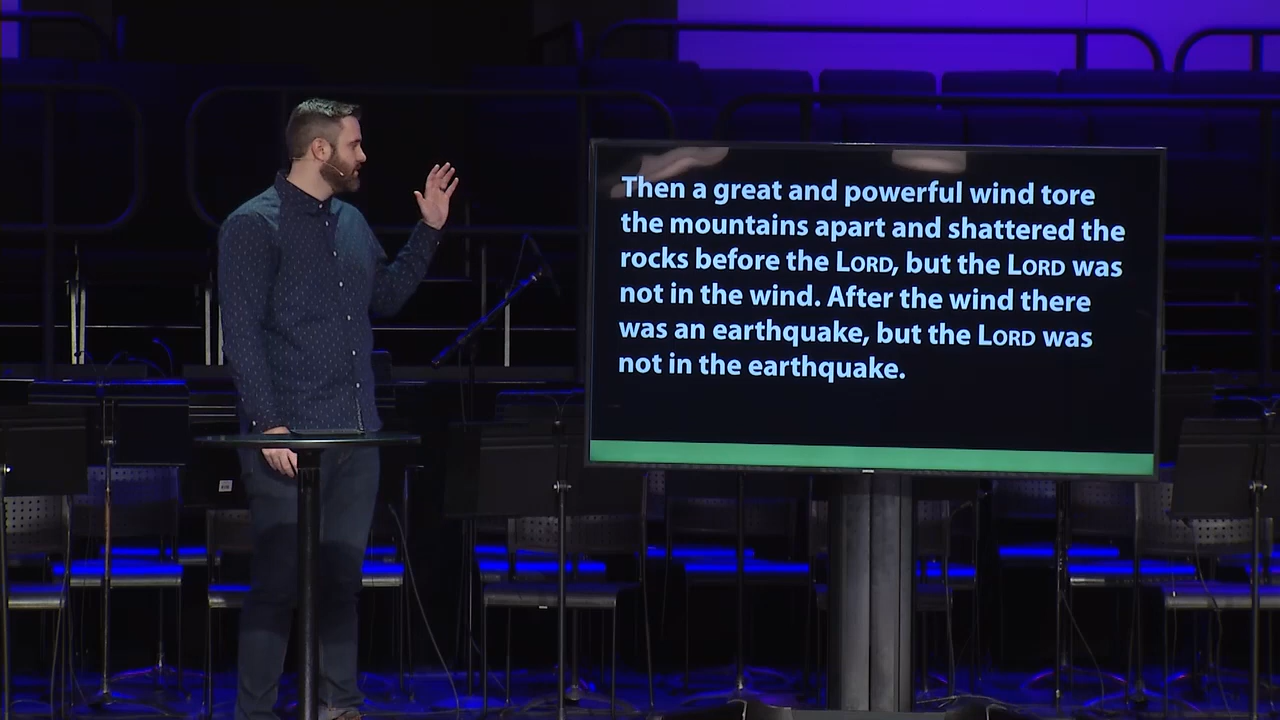 Then a great and powerful wind tore
the mountains apart and shattered the
rocks before the LORD, but the LORD was
not in the wind. After the wind there
was an earthquake, but the LORD was
not in the earthquake.